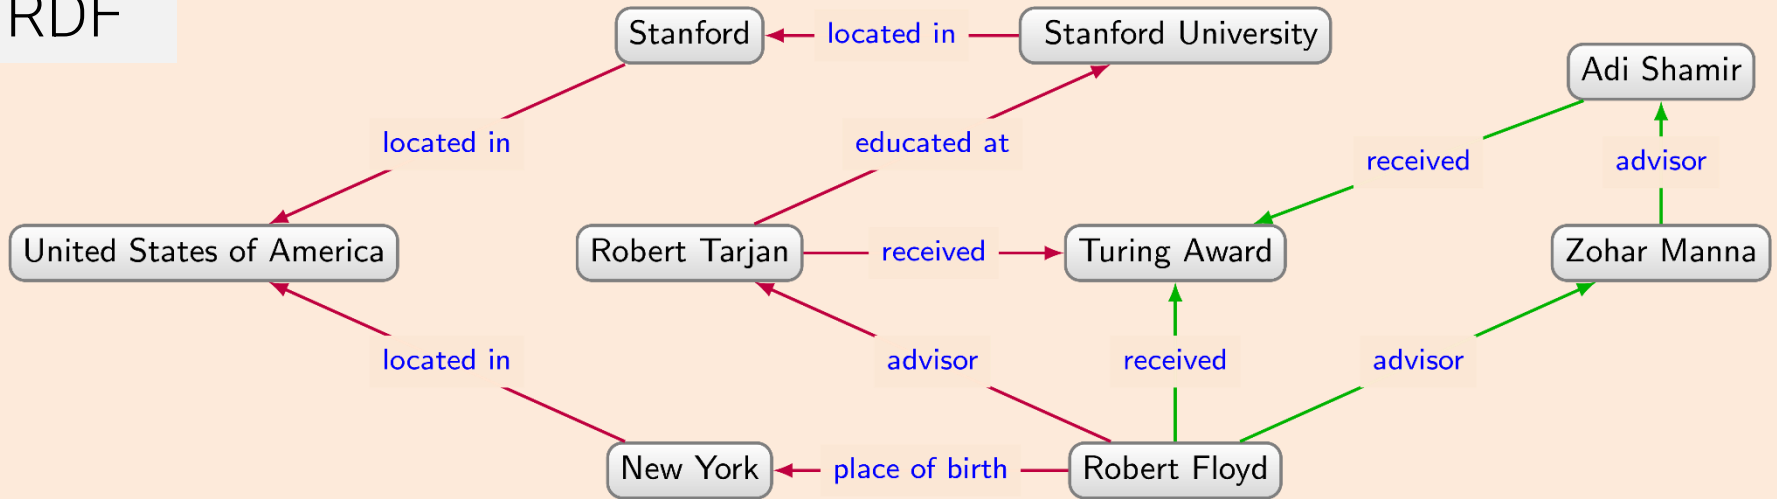 RDF
Stanford
located in
Stanford University
Adi Shamir
located in
educated at
received
advisor
United States of America
Robert Tarjan
received
Turing Award
Zohar Manna
located in
advisor
received
advisor
New York
place of birth
Robert Floyd